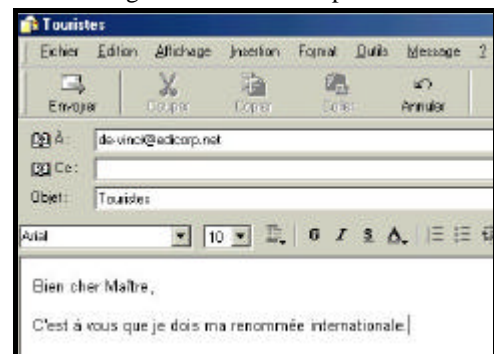 Touristes
Fichier Edition Affichage Insertion Format Outils Message ?
Envoyer Couper Copier Coller Annuler
À : de-vinci@edicorp.net
Cc :
Objet : Touristes
Arial 10 G I S A
Bien cher Maître,
C'est à vous que je dois ma renommée internationale.